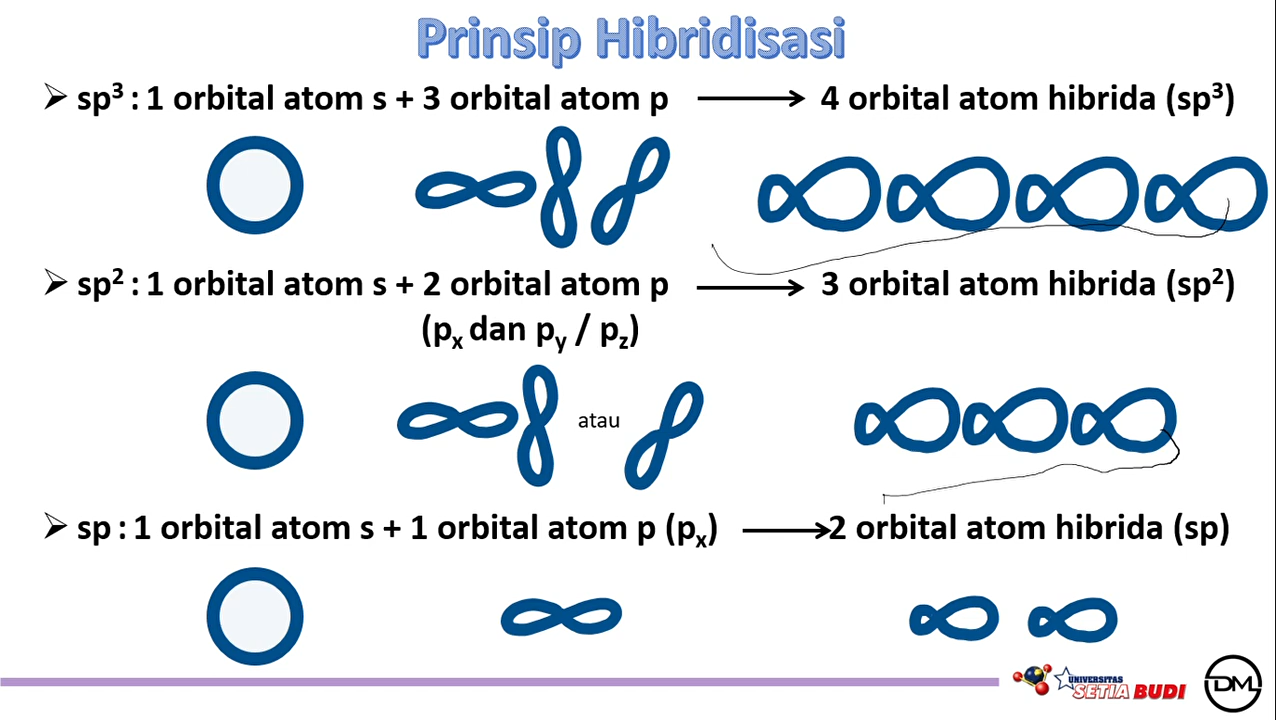 Prinsip Hibridisasi
➢ sp³ : 1 orbital atom s + 3 orbital atom p ⟶ 4 orbital atom hibrida (sp³)
➢ sp² : 1 orbital atom s + 2 orbital atom p ⟶ 3 orbital atom hibrida (sp²)
(pₓ dan p_y / p_z)
atau
➢ sp : 1 orbital atom s + 1 orbital atom p (pₓ) ⟶ 2 orbital atom hibrida (sp)
UNIVERSITAS
SETIA BUDI
DM